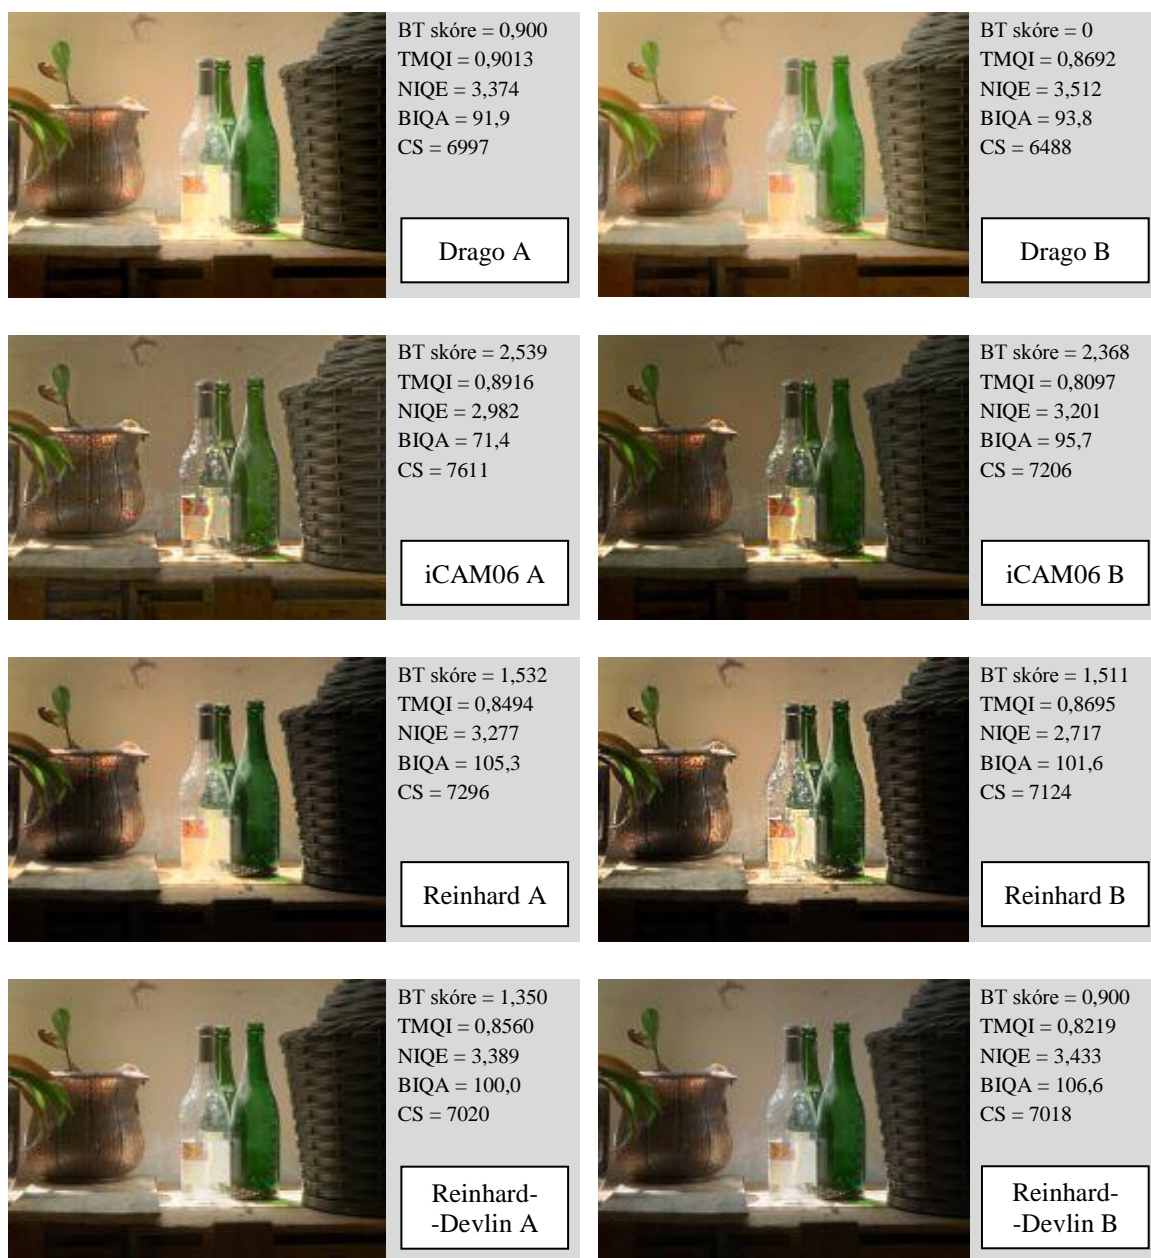 BT skóre = 0,900
TMQI = 0,9013
NIQE = 3,374
BIQA = 91,9
CS = 6997
Drago A
BT skóre = 0
TMQI = 0,8692
NIQE = 3,512
BIQA = 93,8
CS = 6488
Drago B
BT skóre = 2,539
TMQI = 0,8916
NIQE = 2,982
BIQA = 71,4
CS = 7611
iCAM06 A
BT skóre = 2,368
TMQI = 0,8097
NIQE = 3,201
BIQA = 95,7
CS = 7206
iCAM06 B
BT skóre = 1,532
TMQI = 0,8494
NIQE = 3,277
BIQA = 105,3
CS = 7296
Reinhard A
BT skóre = 1,511
TMQI = 0,8695
NIQE = 2,717
BIQA = 101,6
CS = 7124
Reinhard B
BT skóre = 1,350
TMQI = 0,8560
NIQE = 3,389
BIQA = 100,0
CS = 7020
Reinhard-
-Devlin A
BT skóre = 0,900
TMQI = 0,8219
NIQE = 3,433
BIQA = 106,6
CS = 7018
Reinhard-
-Devlin B